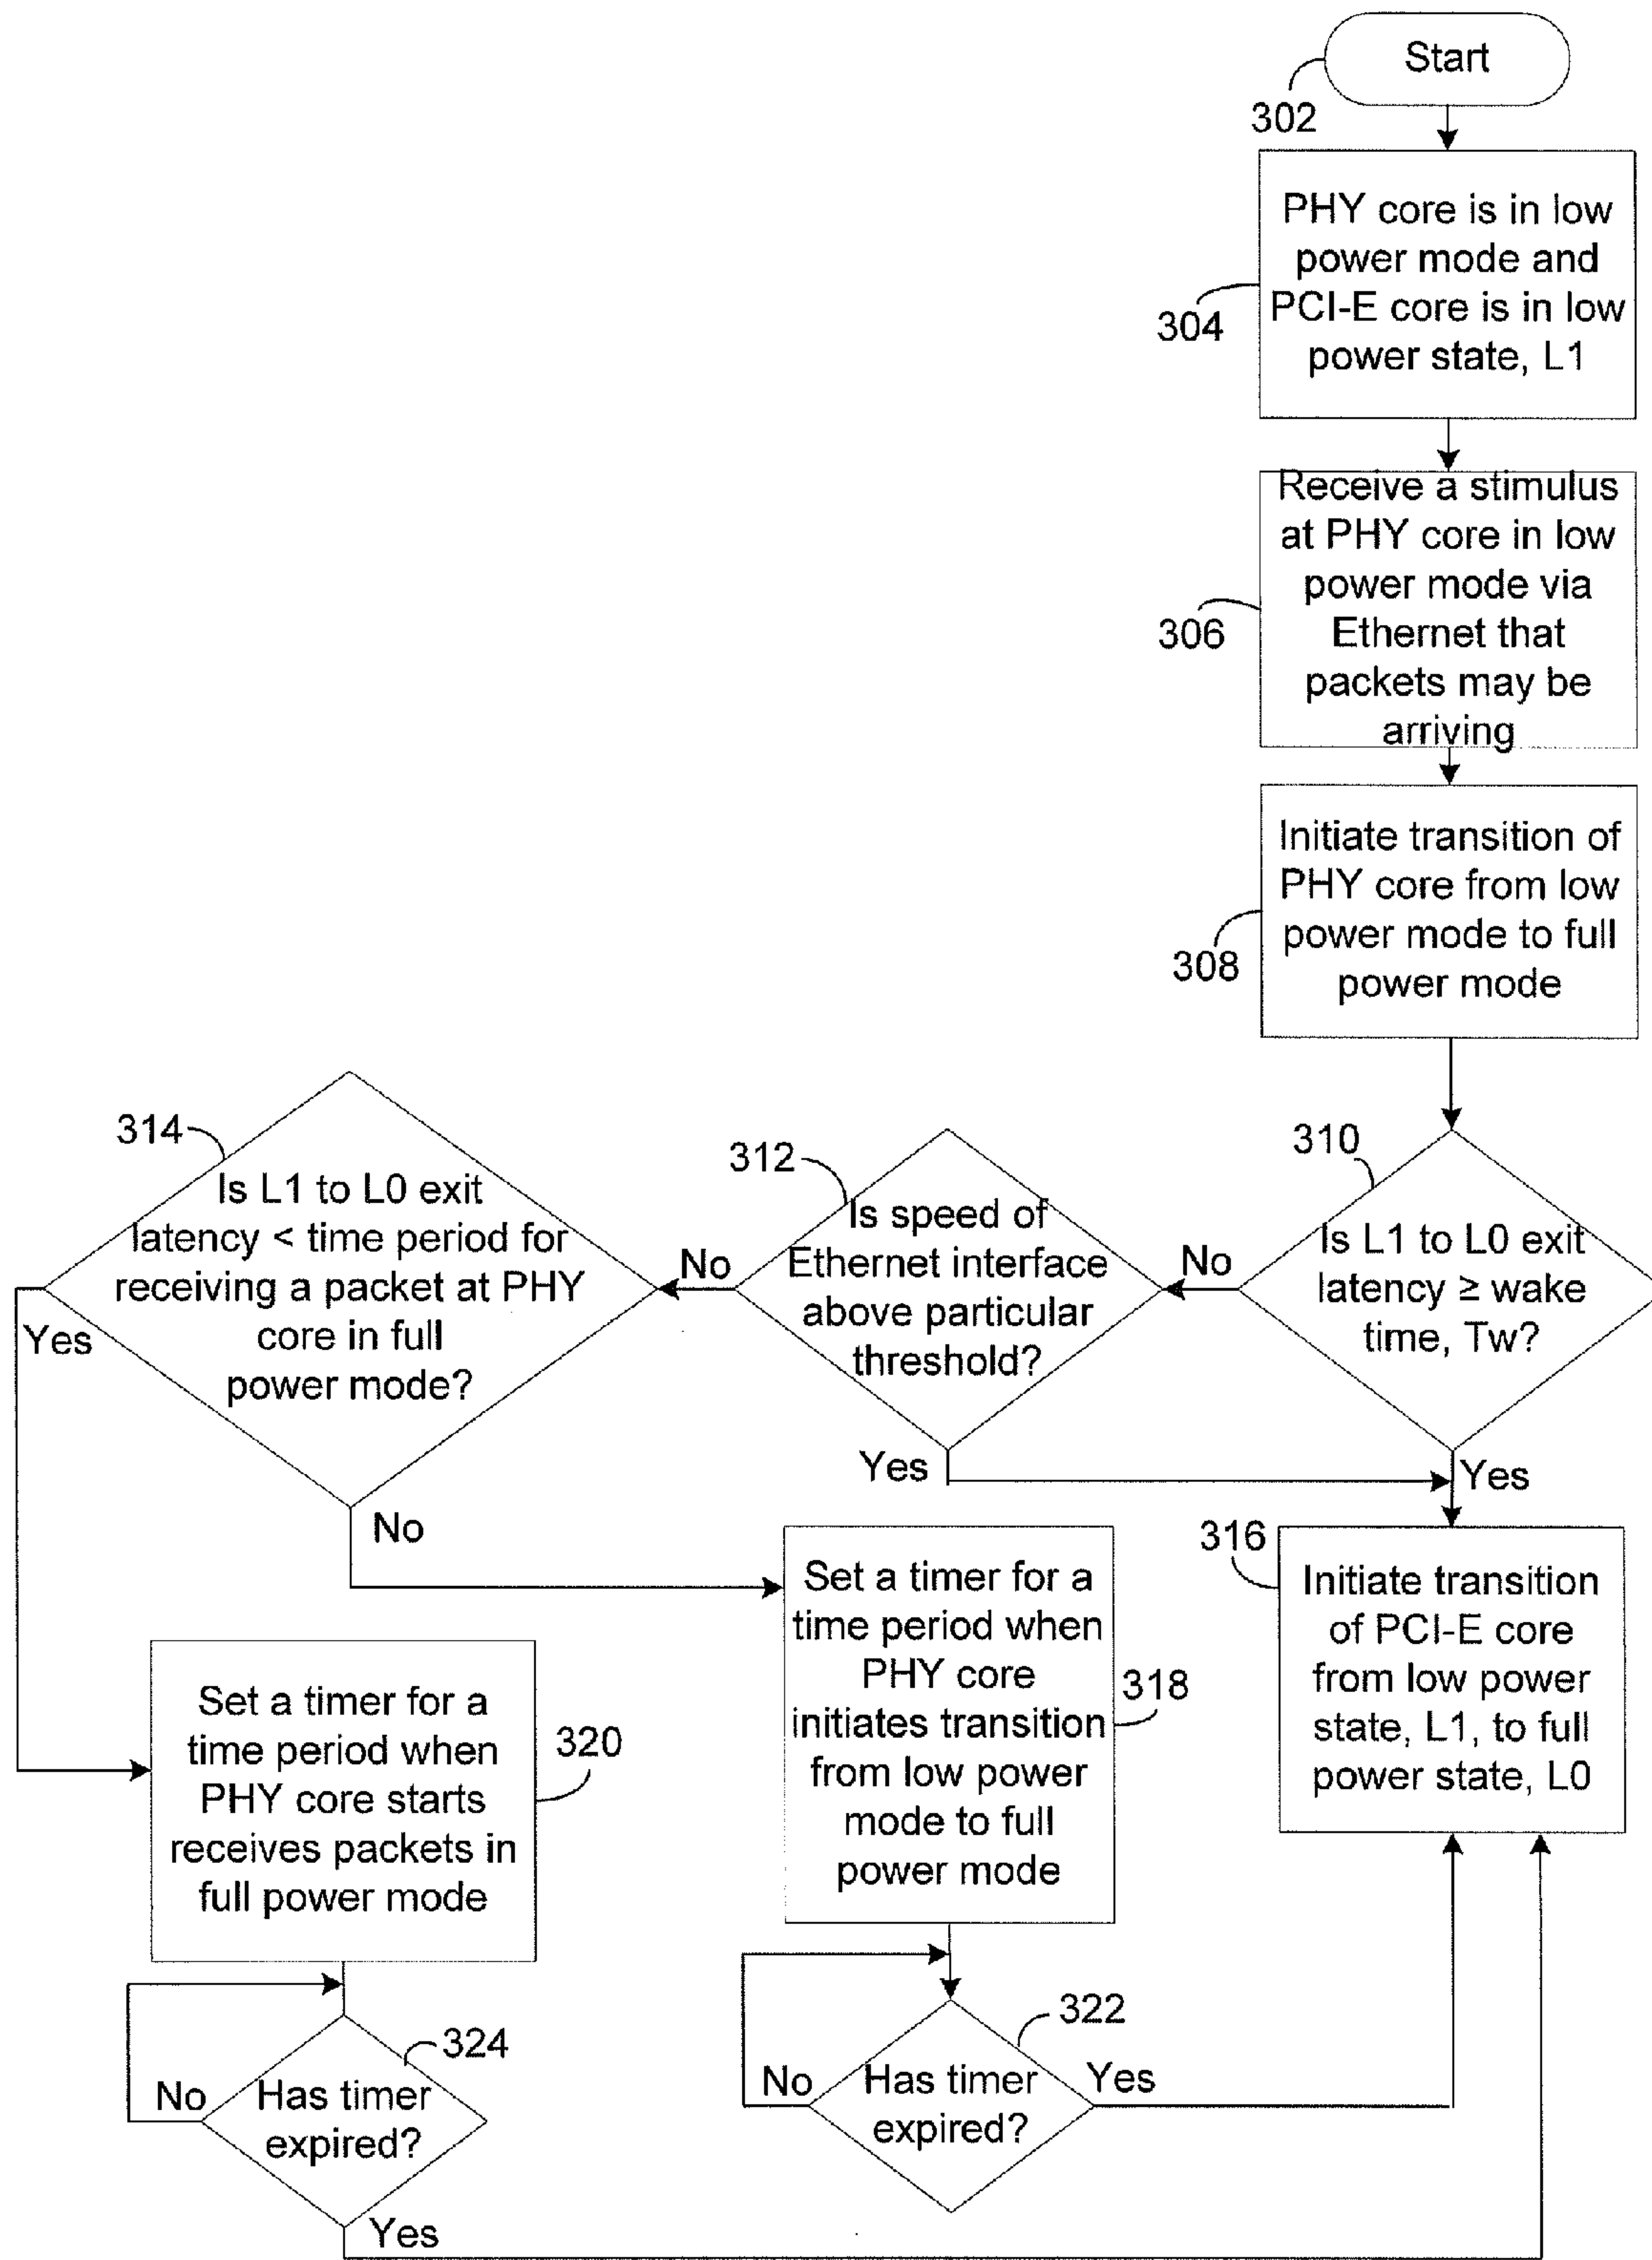 Start
302
PHY core is in low
power mode and
PCI-E core is in low
power state, L1
304
Receive a stimulus
at PHY core in low
power mode via
Ethernet that
packets may be
arriving
306
Initiate transition of
PHY core from low
power mode to full
power mode
308
310
Is L1 to L0 exit
latency ≥ wake
time, Tw?
No
Yes
312
Is speed of
Ethernet interface
above particular
threshold?
No
Yes
314
Is L1 to L0 exit
latency < time period for
receiving a packet at PHY
core in full
power mode?
Yes
No
316
Initiate transition
of PCI-E core
from low power
state, L1, to full
power state, L0
Set a timer for a
time period when
PHY core
initiates transition
from low power
mode to full
power mode
318
Set a timer for a
time period when
PHY core starts
receives packets in
full power mode
320
322
Has timer
expired?
No
Yes
324
Has timer
expired?
No
Yes